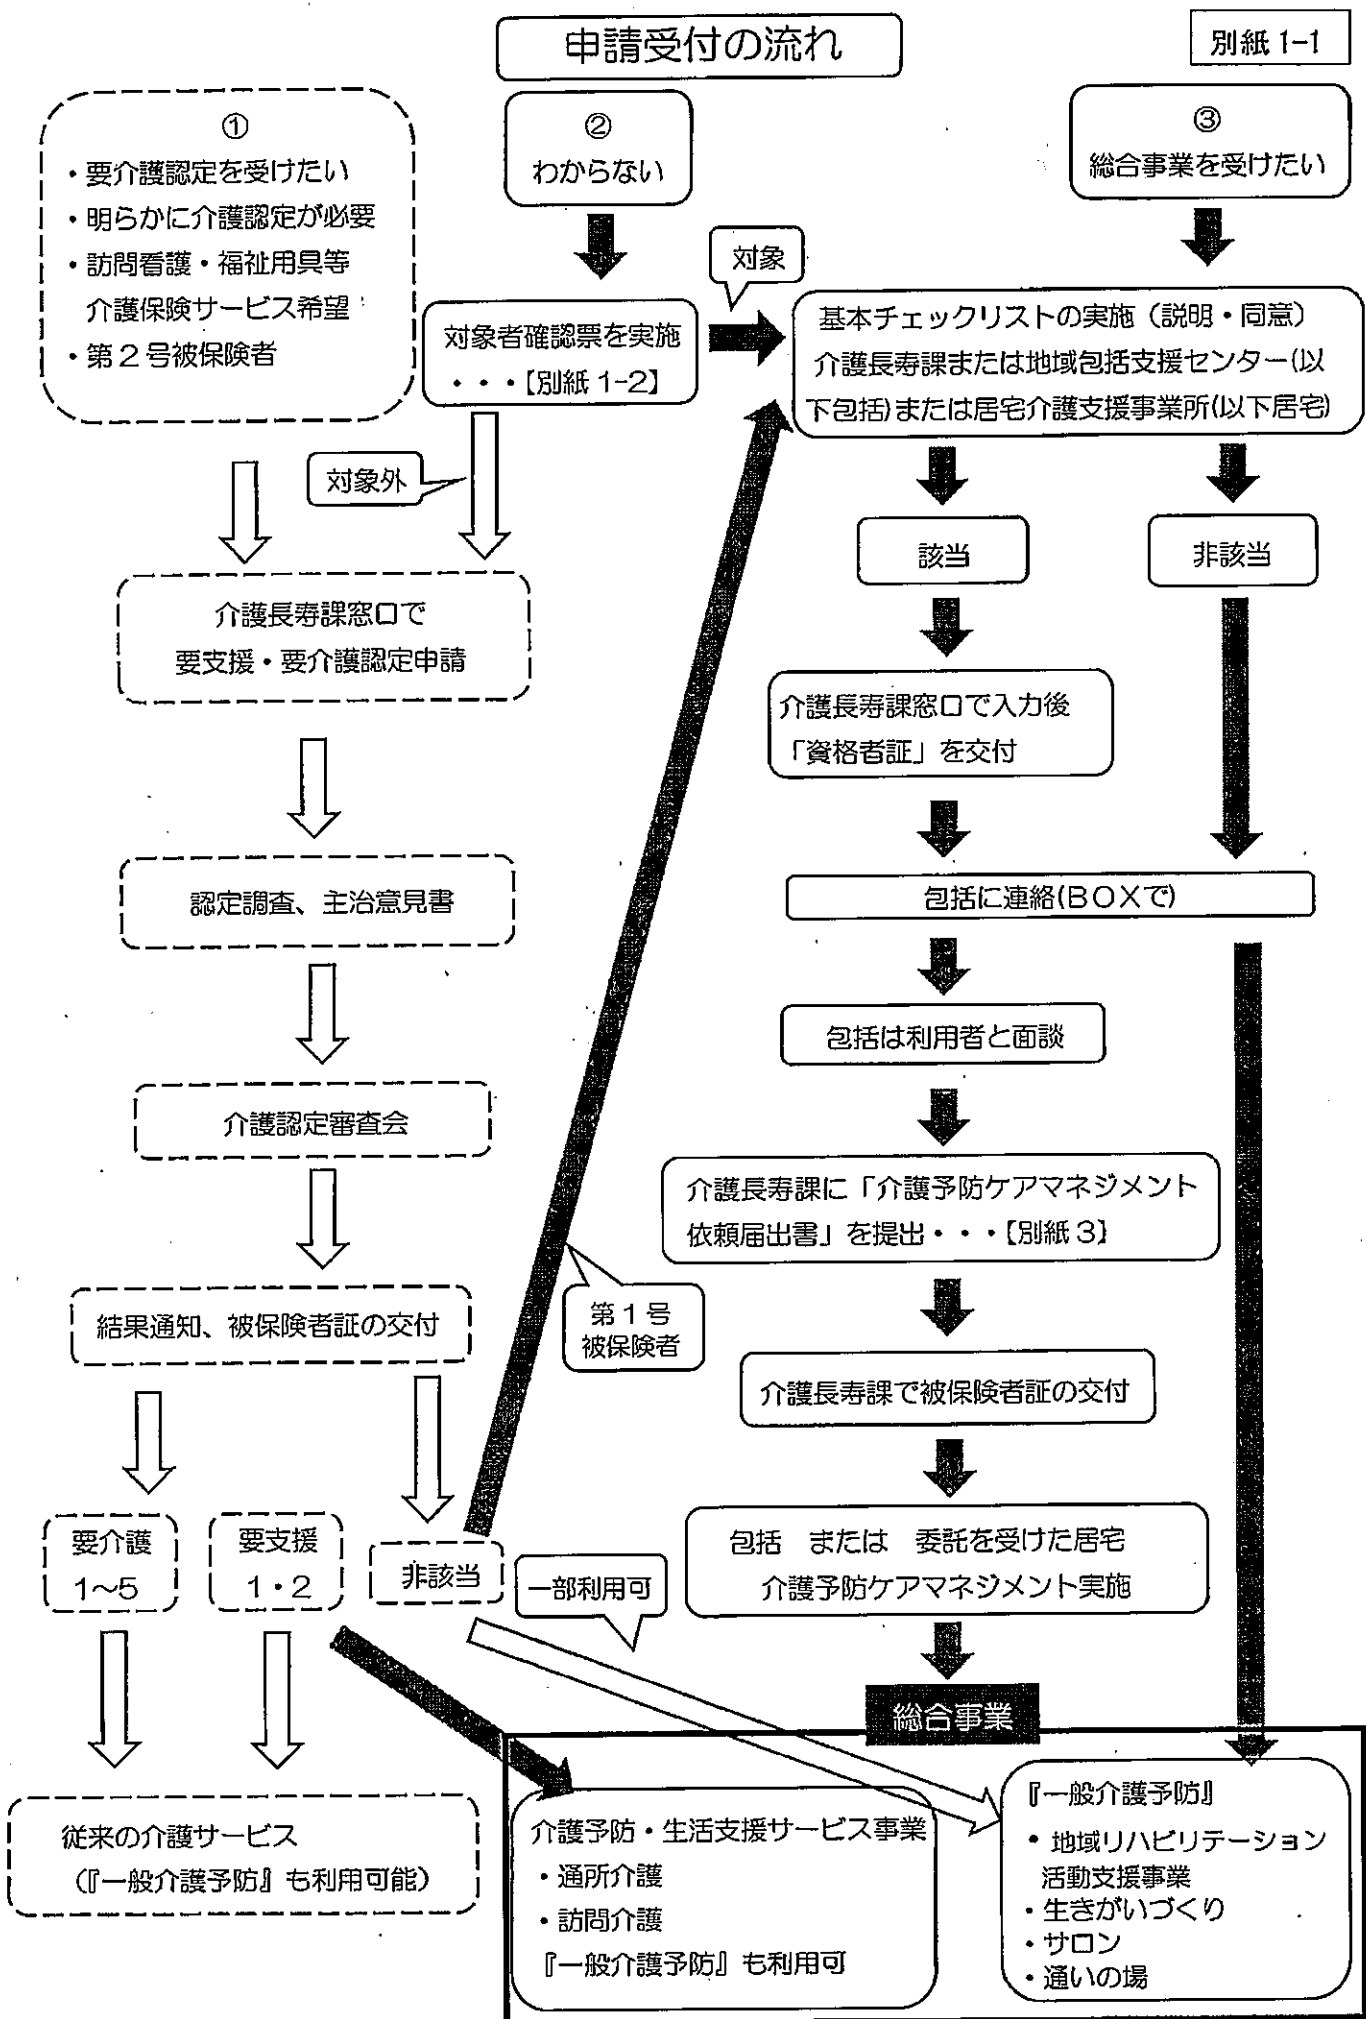 申請受付の流れ
別紙 1-1
①
・要介護認定を受けたい
・明らかに介護認定が必要
・訪問看護・福祉用具等
介護保険サービス希望
・第２号被保険者
②
わからない
③
総合事業を受けたい
対象
対象者確認票を実施
・・・【別紙 1-2】
基本チェックリストの実施（説明・同意）
介護長寿課または地域包括支援センター(以
下包括)または居宅介護支援事業所(以下居宅)
対象外
該当
非該当
介護長寿課窓口で
要支援・要介護認定申請
介護長寿課窓口で入力後
「資格者証」を交付
認定調査、主治意見書
包括に連絡(ＢＯＸで)
包括は利用者と面談
介護認定審査会
介護長寿課に「介護予防ケアマネジメント
依頼届出書」を提出・・・【別紙３】
結果通知、被保険者証の交付
第１号
被保険者
介護長寿課で被保険者証の交付
要介護
１～５
要支援
１・２
非該当
一部利用可
包括　または　委託を受けた居宅
介護予防ケアマネジメント実施
総合事業
従来の介護サービス
（『一般介護予防』も利用可能）
介護予防・生活支援サービス事業
・通所介護
・訪問介護
『一般介護予防』も利用可
『一般介護予防』
・地域リハビリテーション
活動支援事業
・生きがいづくり
・サロン
・通いの場